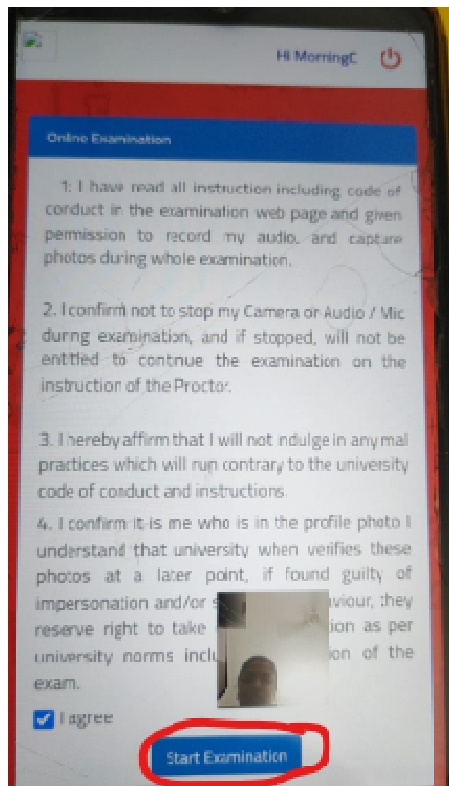 Hi MorningC
Online Examination
1: I have read all instruction including code of
conduct in the examination web page and given
permission to record my audio, and capture
photos during whole examination.
2. I confirm not to stop my Camera or Audio / Mic
durng examination, and if stopped, will not be
entitled to contnue the examination on the
instruction of the Proctor.
3. I hereby affirm that I will not indulge in any mal
practices which will run contrary to the university
code of conduct and instructions
4. I confirm it is me who is in the profile photo I
understand that university when verifies these
photos at a later point, if found guilty of
impersonation and/or s aviour, they
reserve right to take ion as per
university norms inclu on of the
exam.
I agree
Start Examination